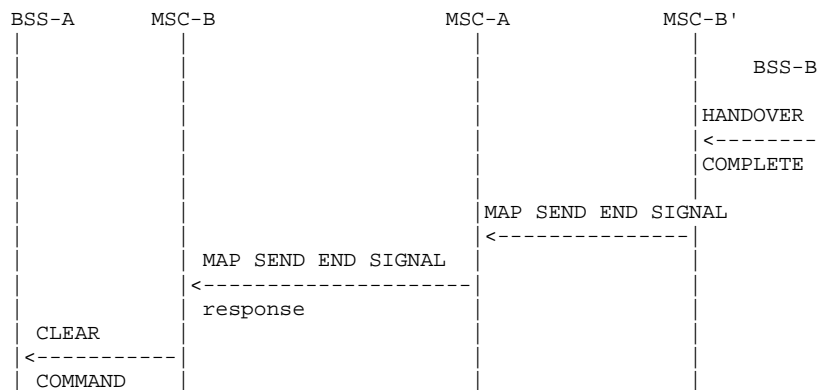 BSS-A MSC-B MSC-A MSC-B'
BSS-B
HANDOVER
COMPLETE
MAP SEND END SIGNAL
MAP SEND END SIGNAL
response
CLEAR
COMMAND